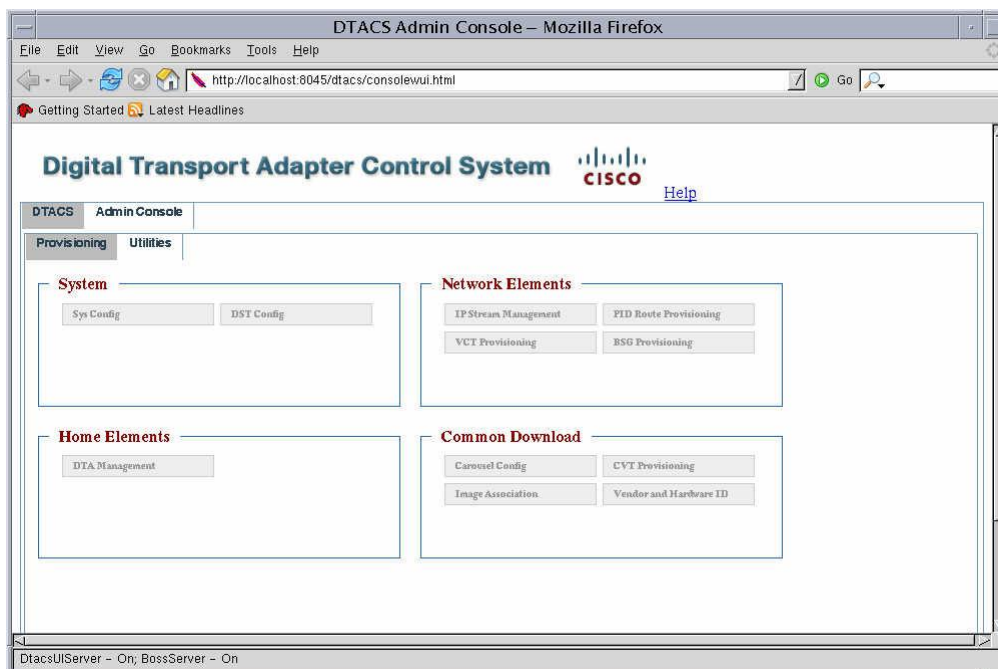 DTACS Admin Console – Mozilla Firefox
File Edit View Go Bookmarks Tools Help
http://localhost:8045/dtacs/consolewui.html
Go
Getting Started Latest Headlines
Digital Transport Adapter Control System
CISCO
Help
DTACS Admin Console
Provisioning Utilities
System
Sys Config DST Config
Network Elements
IP Stream Management PID Route Provisioning
VCT Provisioning BSG Provisioning
Home Elements
DTA Management
Common Download
Carousel Config CVT Provisioning
Image Association Vendor and Hardware ID
DtacsUIServer – On; BossServer – On